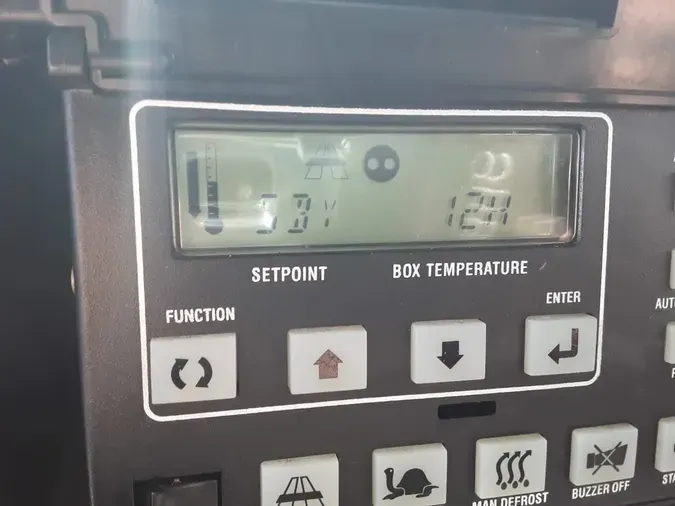 SBY 12H
SETPOINT BOX TEMPERATURE
FUNCTION ENTER
MAN DEFROST
BUZZER OFF